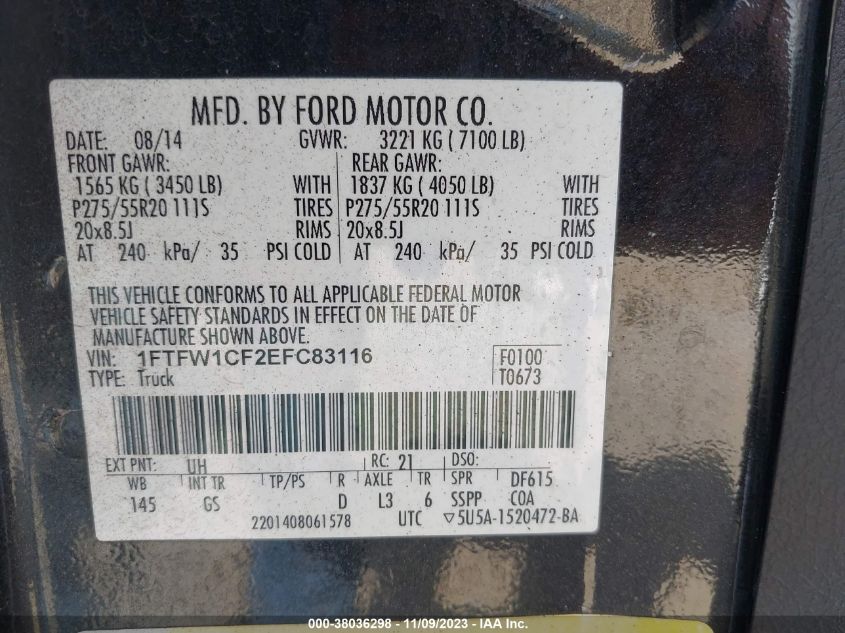 MFD. BY FORD MOTOR CO.
DATE: 08/14 GVWR: 3221 KG ( 7100 LB)
FRONT GAWR: REAR GAWR:
1565 KG ( 3450 LB) WITH 1837 KG ( 4050 LB) WITH
P275/55R20 111S TIRES P275/55R20 111S TIRES
20x8.5J RIMS 20x8.5J RIMS
AT 240 kPa/ 35 PSI COLD AT 240 kPa/ 35 PSI COLD
THIS VEHICLE CONFORMS TO ALL APPLICABLE FEDERAL MOTOR
VEHICLE SAFETY STANDARDS IN EFFECT ON THE DATE OF
MANUFACTURE SHOWN ABOVE.
VIN: 1FTFW1CF2EFC83116 F0100
TYPE: Truck T0673
EXT PNT: UH RC: 21 DSO:
WB INT TR TP/PS R AXLE TR SPR DF615
145 GS D L3 6 SSPP COA
2201408061578 UTC ▽5U5A-1520472-BA
000-38036298 - 11/09/2023 - IAA Inc.